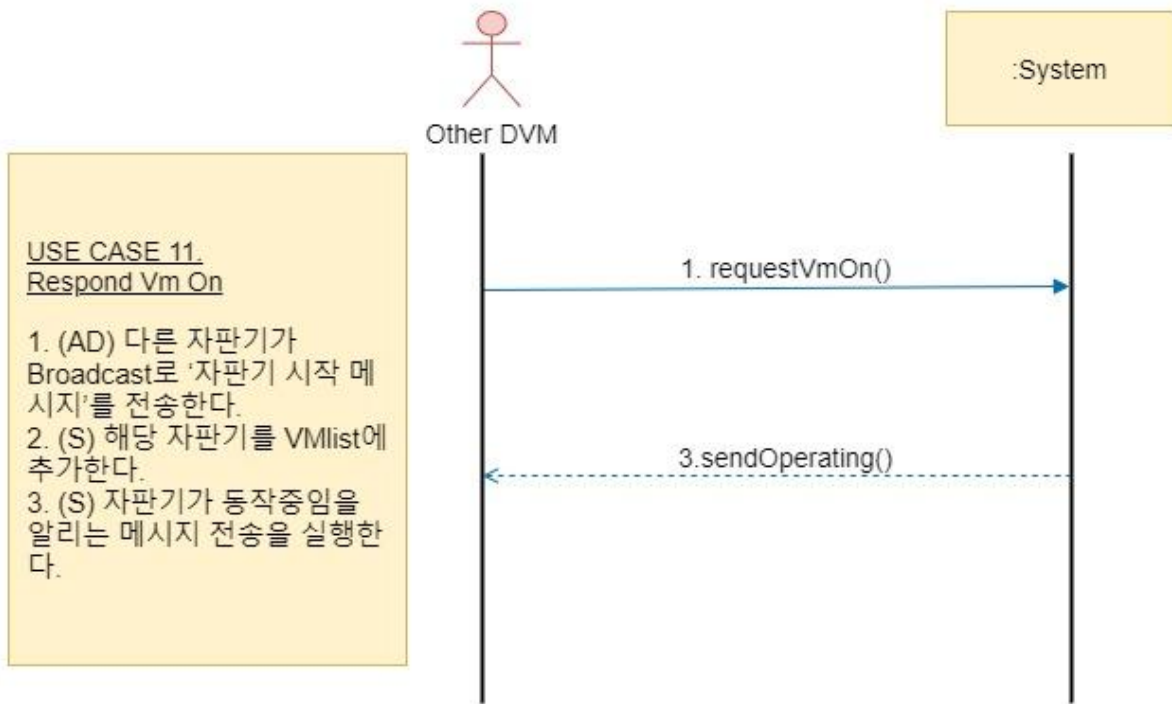 Other DVM
:System
USE CASE 11.
Respond Vm On
1. (AD) 다른 자판기가
Broadcast로 ‘자판기 시작 메
시지’를 전송한다.
2. (S) 해당 자판기를 VMlist에
추가한다.
3. (S) 자판기가 동작중임을
알리는 메시지 전송을 실행한
다.
1. requestVmOn()
3.sendOperating()